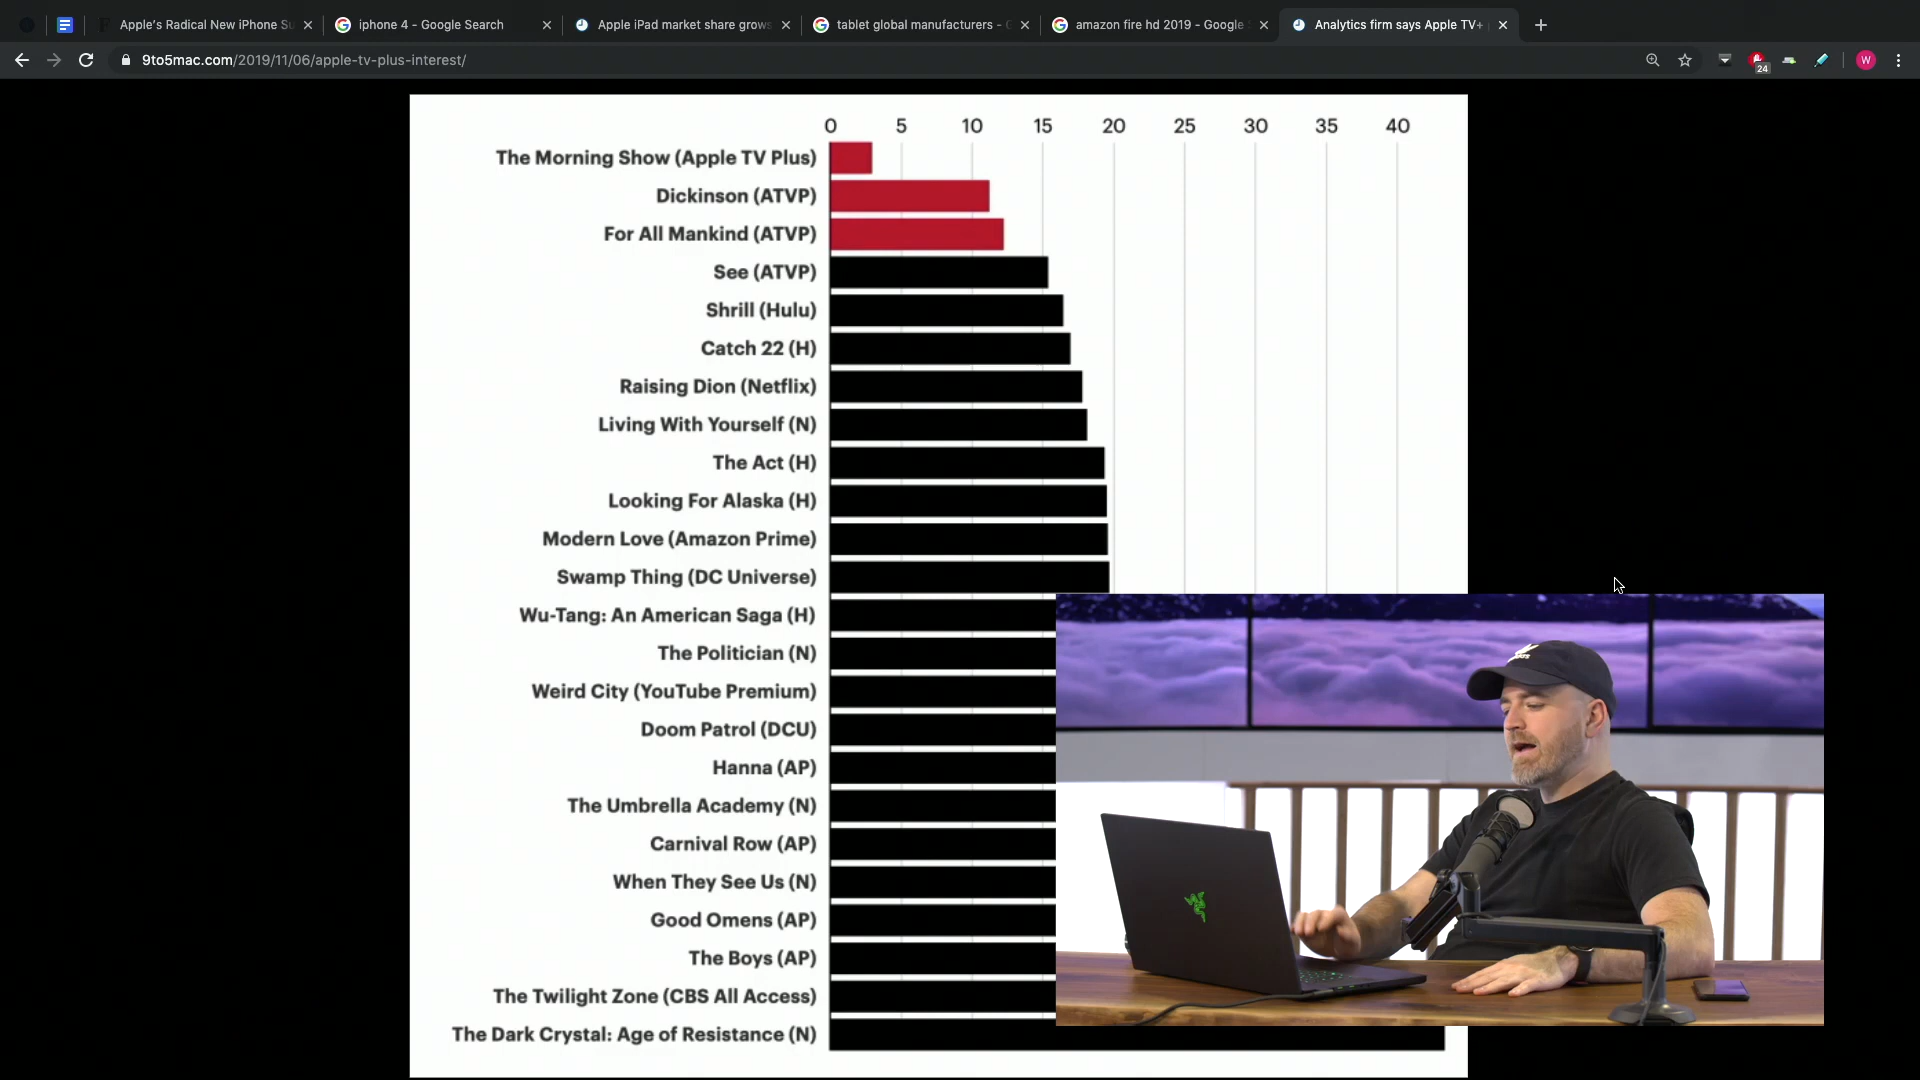 Apple's Radical New iPhone Su
iphone 4 - Google Search
Apple iPad market share grows
tablet global manufacturers - G
amazon fire hd 2019 - Google S
Analytics firm says Apple TV+
9to5mac.com/2019/11/06/apple-tv-plus-interest/
24
W
0 5 10 15 20 25 30 35 40
The Morning Show (Apple TV Plus)
Dickinson (ATVP)
For All Mankind (ATVP)
See (ATVP)
Shrill (Hulu)
Catch 22 (H)
Raising Dion (Netflix)
Living With Yourself (N)
The Act (H)
Looking For Alaska (H)
Modern Love (Amazon Prime)
Swamp Thing (DC Universe)
Wu-Tang: An American Saga (H)
The Politician (N)
Weird City (YouTube Premium)
Doom Patrol (DCU)
Hanna (AP)
The Umbrella Academy (N)
Carnival Row (AP)
When They See Us (N)
Good Omens (AP)
The Boys (AP)
The Twilight Zone (CBS All Access)
The Dark Crystal: Age of Resistance (N)